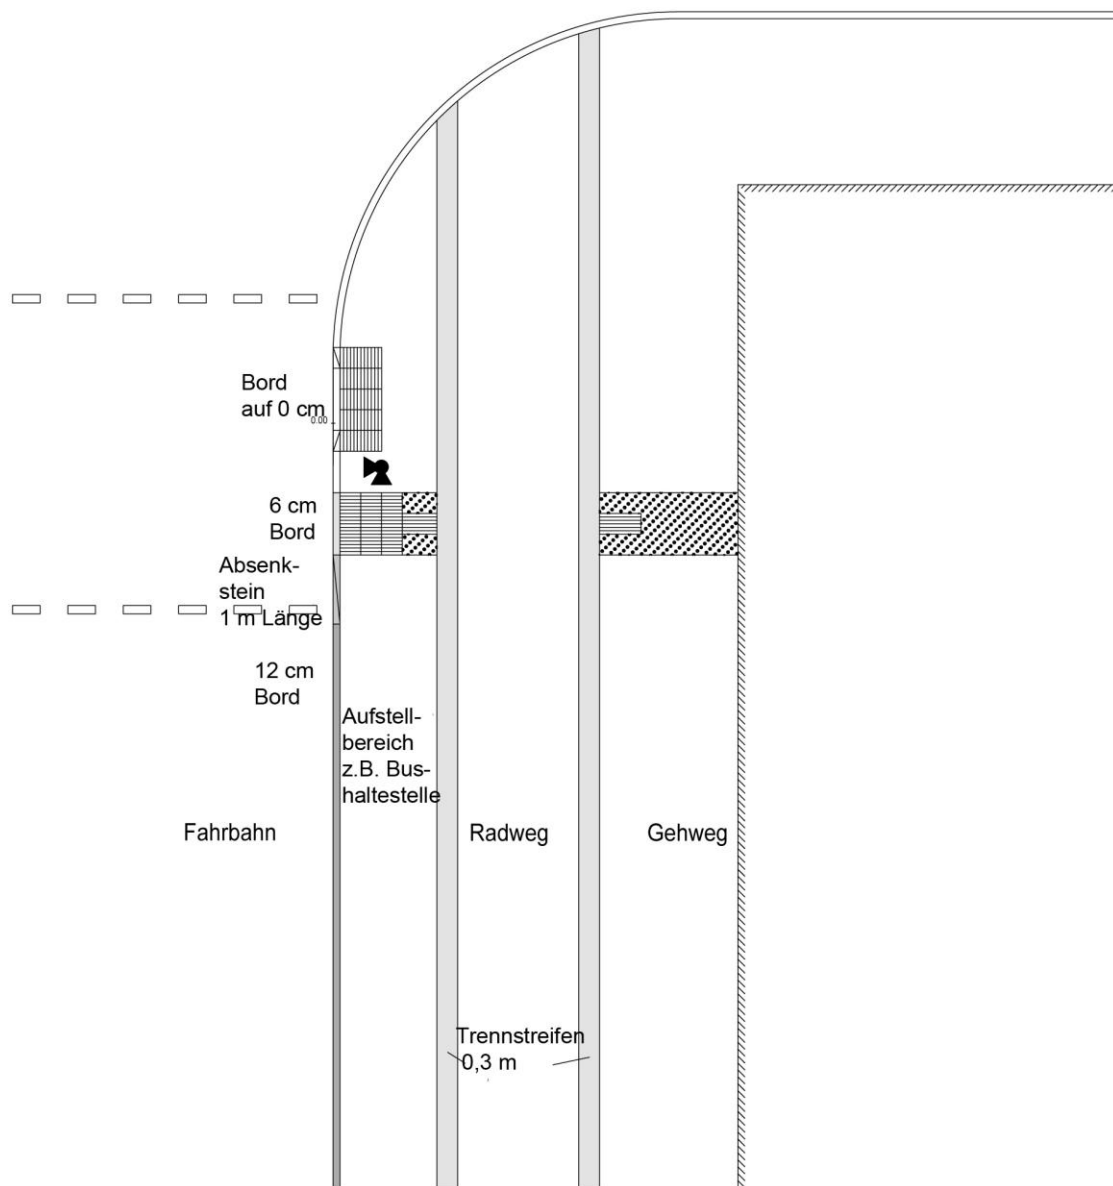 Bord
auf 0 cm
0.00
6 cm
Bord
Absenk-
stein
1 m Länge
12 cm
Bord
Aufstell-
bereich
z.B. Bus-
haltestelle
Fahrbahn
Radweg
Gehweg
Trennstreifen
0,3 m